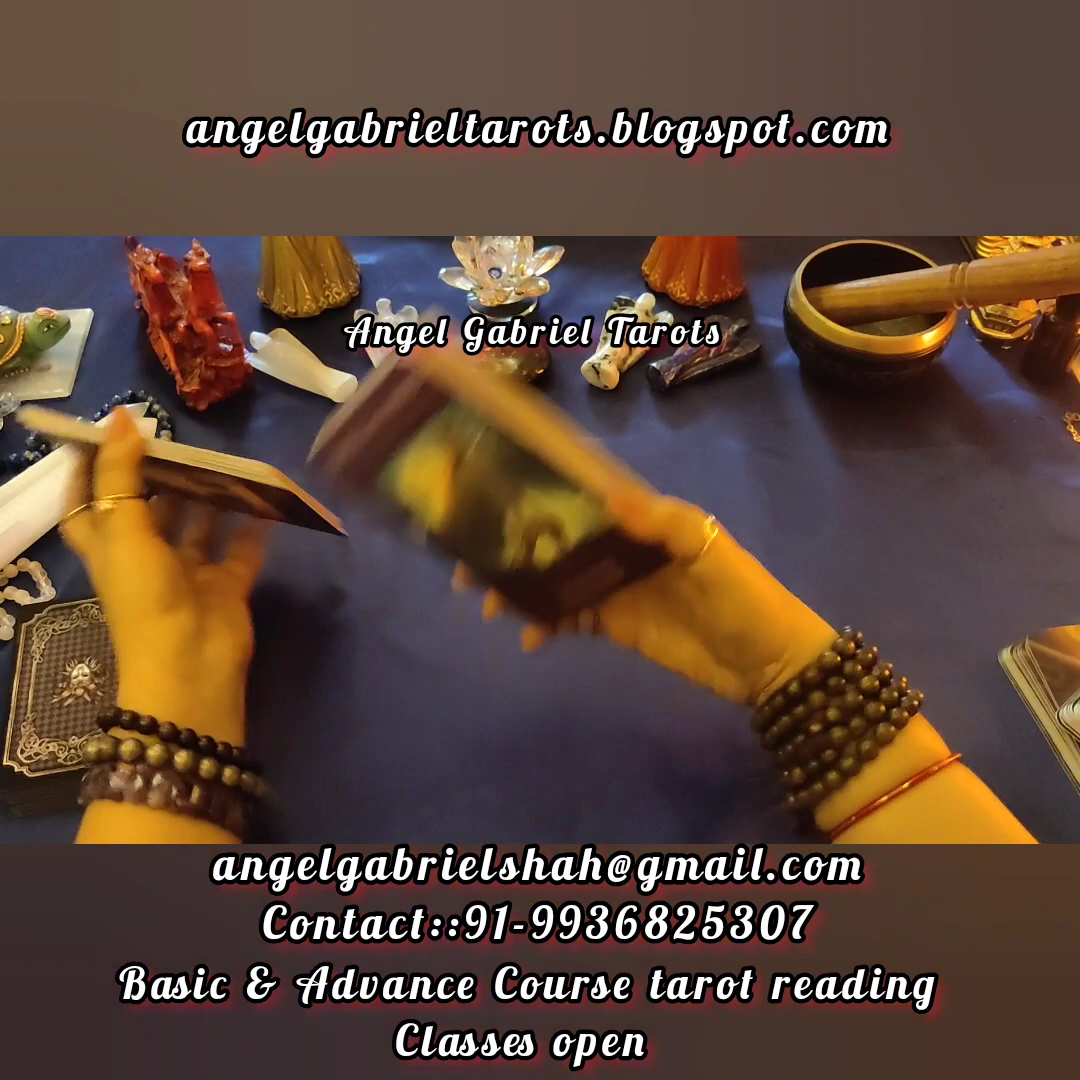 angelgabrieltarots.blogspot.com
Angel Gabriel Tarots
angelgabrielshah@gmail.com
Contact::91-9936825307
Basic & Advance Course tarot reading
Classes open